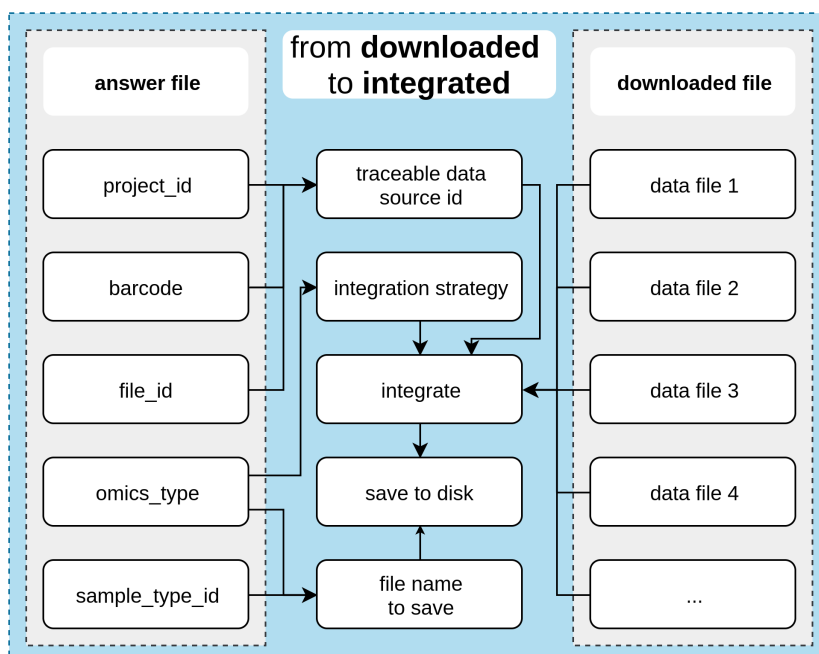 from downloaded
to integrated
answer file
project_id
barcode
file_id
omics_type
sample_type_id
traceable data
source id
integration strategy
integrate
save to disk
file name
to save
downloaded file
data file 1
data file 2
data file 3
data file 4
...